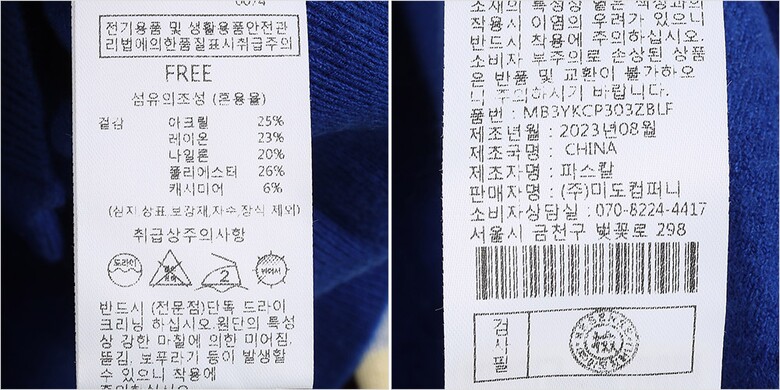 전기용품 및 생활용품안전관
리법에의한품질표시취급주의
FREE
섬유의조성 (혼용율)
겉감 아크릴 25%
레이온 23%
나일론 20%
폴리에스터 26%
캐시미어 6%
(심지 상표,보강재,자수,장식 제외)
취급상주의사항
드라이
2
반드시 (전문점)단독 드라이
크리닝 하십시오.원단의 특성
상 강한 마찰에 의한 미어짐,
뜯김, 보푸라기 등이 발생할
수 있으니 착용에
소재의 특성상 짙은 색상과의
착용시 이염의 우려가 있으니
반드시 착용에 주의하십시오.
소비자 부주의로 손상된 상품
은 반품 및 교환이 불가하오
니 주의하시기 바랍니다.
품번 : MB3YKCP303ZBLF
제조년월 : 2023년08월
제조국명 : CHINA
제조자명 : 파스칼
판매자명 : (주)미도컴퍼니
소비자상담실 : 070-8224-4417
서울시 금천구 벚꽃로 298
검사필